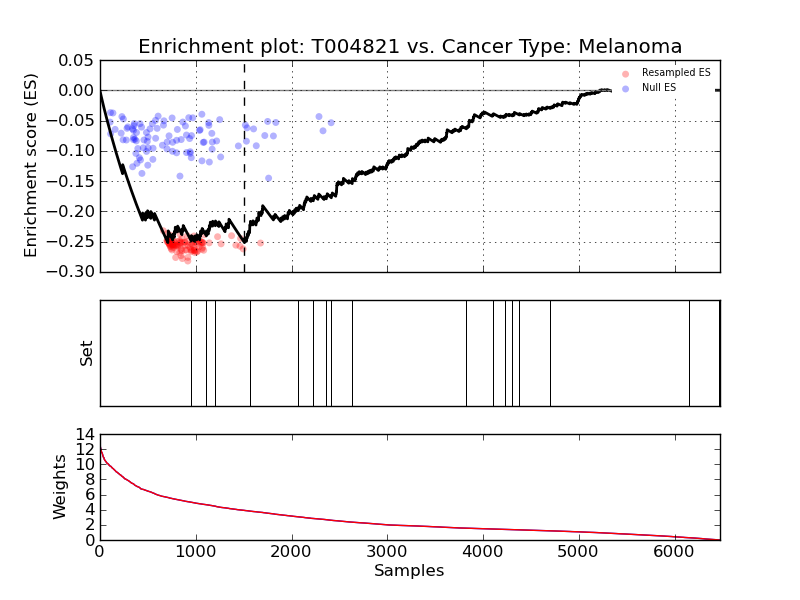 Enrichment plot: T004821 vs. Cancer Type: Melanoma
Enrichment score (ES)
0.05
0.00
−0.05
−0.10
−0.15
−0.20
−0.25
−0.30
Resampled ES
Null ES
Set
Weights
14
12
10
8
6
4
2
0
0 1000 2000 3000 4000 5000 6000
Samples